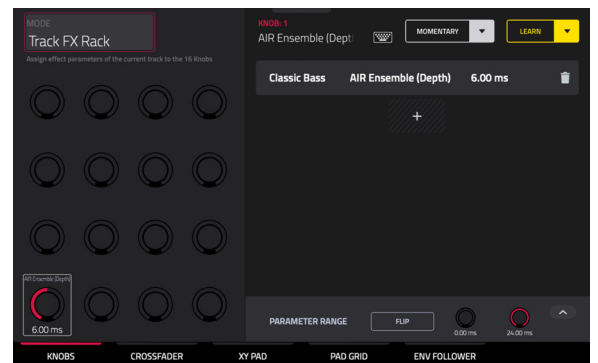 MODE
Track FX Rack
Assign effect parameters of the current track to the 16 Knobs
KNOB: 1
AIR Ensemble (Dept
MOMENTARY
LEARN
Classic Bass AIR Ensemble (Depth) 6.00 ms
+
AIR Ensemble (Depth)
6.00 ms
PARAMETER RANGE
FLIP
0.00 ms
24.00 ms
KNOBS CROSSFADER XY PAD PAD GRID ENV FOLLOWER